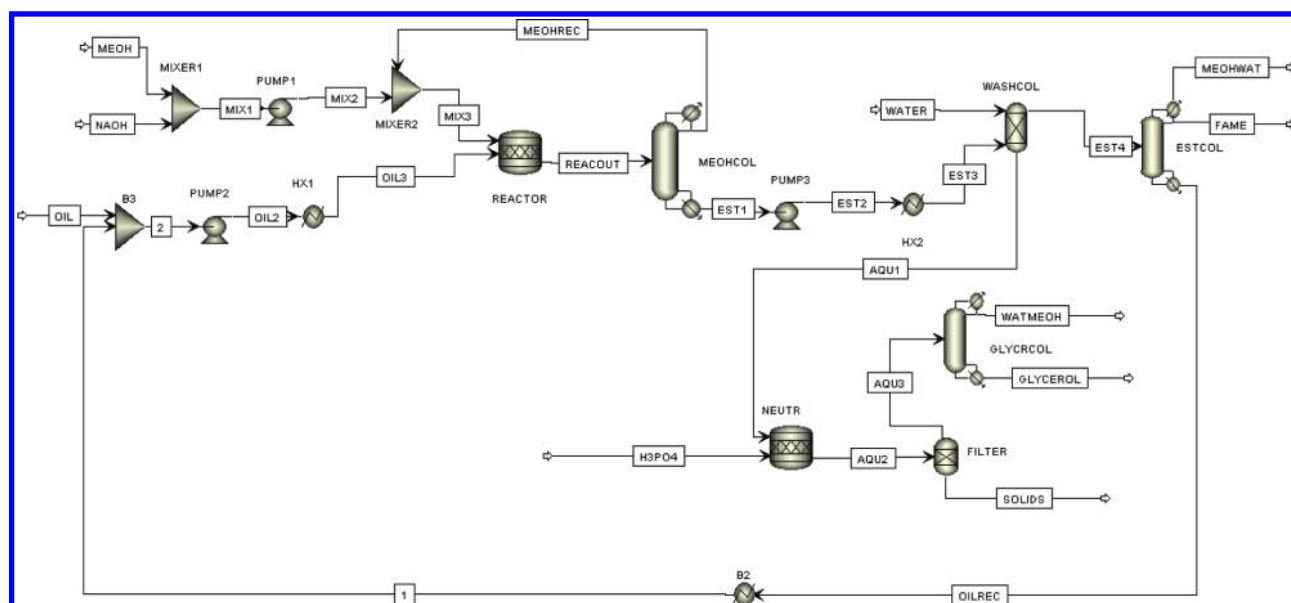 MEOHREC
MEOH
MIXER1
PUMP1
MIX1
MIX2
MIXER2
MIX3
NAOH
REACTOR
REACOUT
MEOHCOL
B3
PUMP2
HX1
OIL
2
OIL2
OIL3
EST1
PUMP3
EST2
HX2
EST3
WATER
WASHCOL
EST4
MEOHWAT
FAME
ESTCOL
AQU1
WATMEOH
GLYCRCOL
GLYCEROL
AQU3
NEUTR
H3PO4
AQU2
FILTER
SOLIDS
B2
1
OILREC